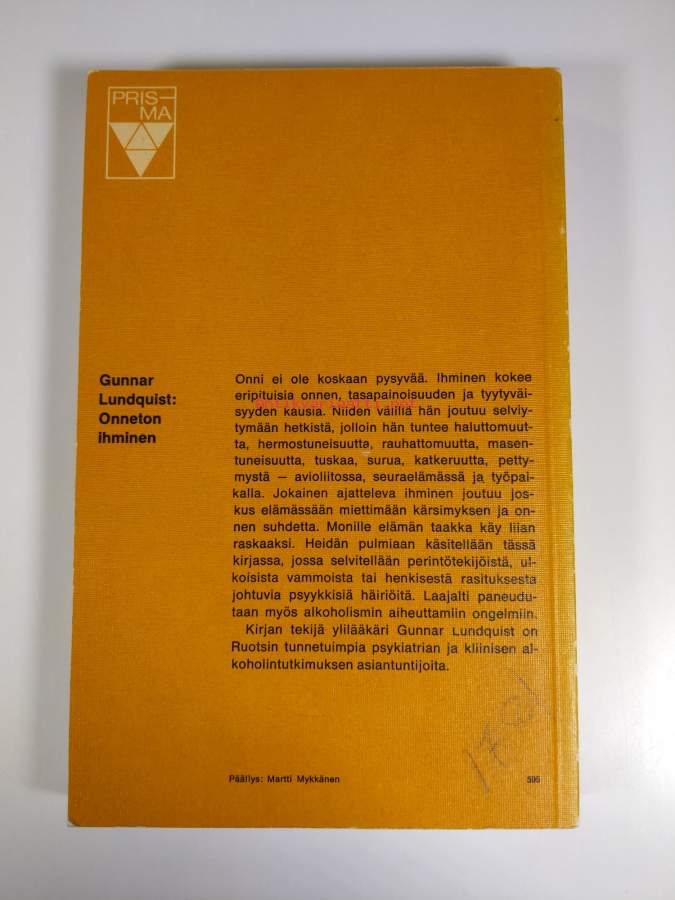 PRIS-
MA
Gunnar
Lundquist:
Onneton
ihminen
Onni ei ole koskaan pysyvää. Ihminen kokee
eripituisia onnen, tasapainoisuuden ja tyytyväi-
syyden kausia. Niiden välillä hän joutuu selviy-
tymään hetkistä, jolloin hän tuntee haluttomuut-
ta, hermostuneisuutta, rauhattomuutta, masen-
tuneisuutta, tuskaa, surua, katkeruutta, petty-
mystä — avioliitossa, seuraelämässä ja työpai-
kalla. Jokainen ajatteleva ihminen joutuu jos-
kus elämässään miettimään kärsimyksen ja on-
nen suhdetta. Monille elämän taakka käy liian
raskaaksi. Heidän pulmiaan käsitellään tässä
kirjassa, jossa selvitellään perintötekijöistä, ul-
koisista vammoista tai henkisestä rasituksesta
johtuvia psyykkisiä häiriöitä. Laajalti paneudu-
taan myös alkoholismin aiheuttamiin ongelmiin.
Kirjan tekijä ylilääkäri Gunnar Lundquist on
Ruotsin tunnetuimpia psykiatrian ja kliinisen al-
koholintutkimuksen asiantuntijoita.
Päällys: Martti Mykkänen
595